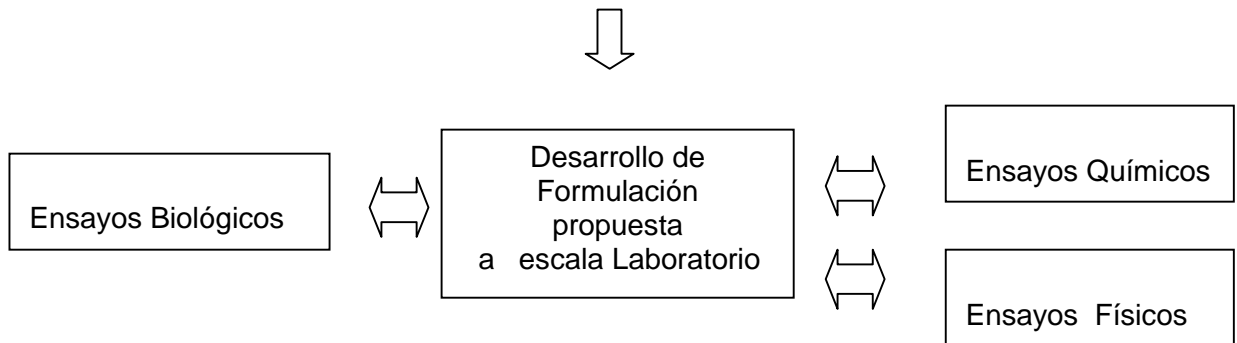 Ensayos Biológicos
Desarrollo de
Formulación
propuesta
a escala Laboratorio
Ensayos Químicos
Ensayos Físicos